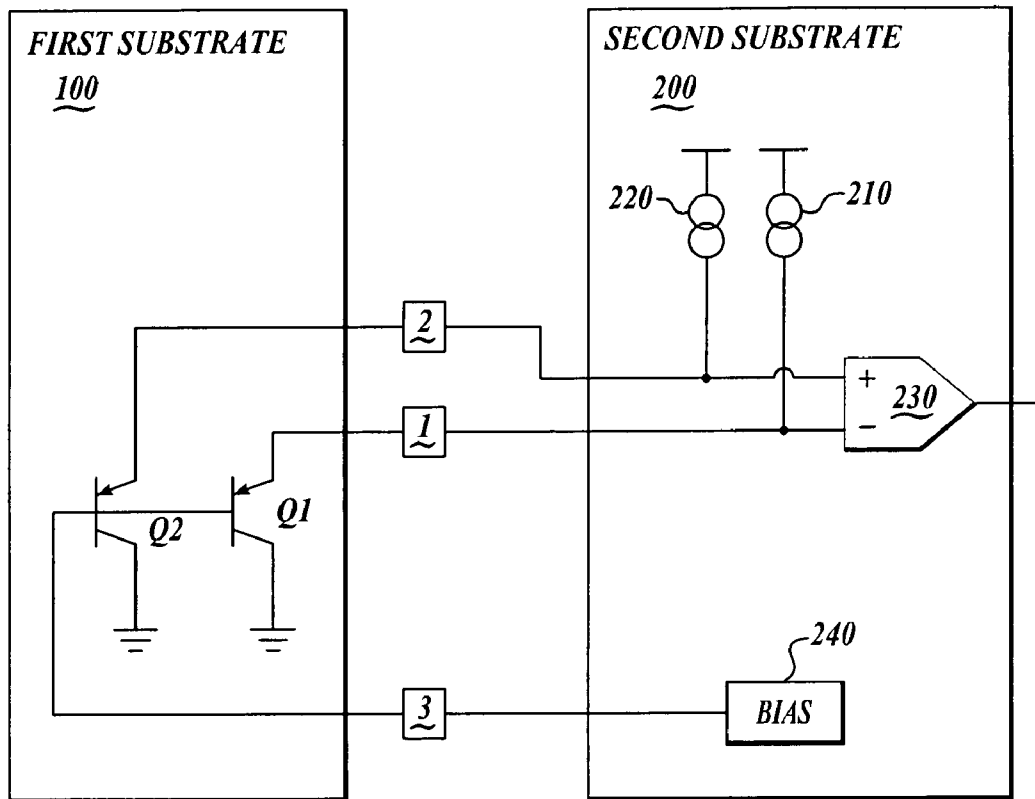 FIRST SUBSTRATE
100
SECOND SUBSTRATE
200
220
210
2
+
230
1
−
Q2
Q1
240
3
BIAS